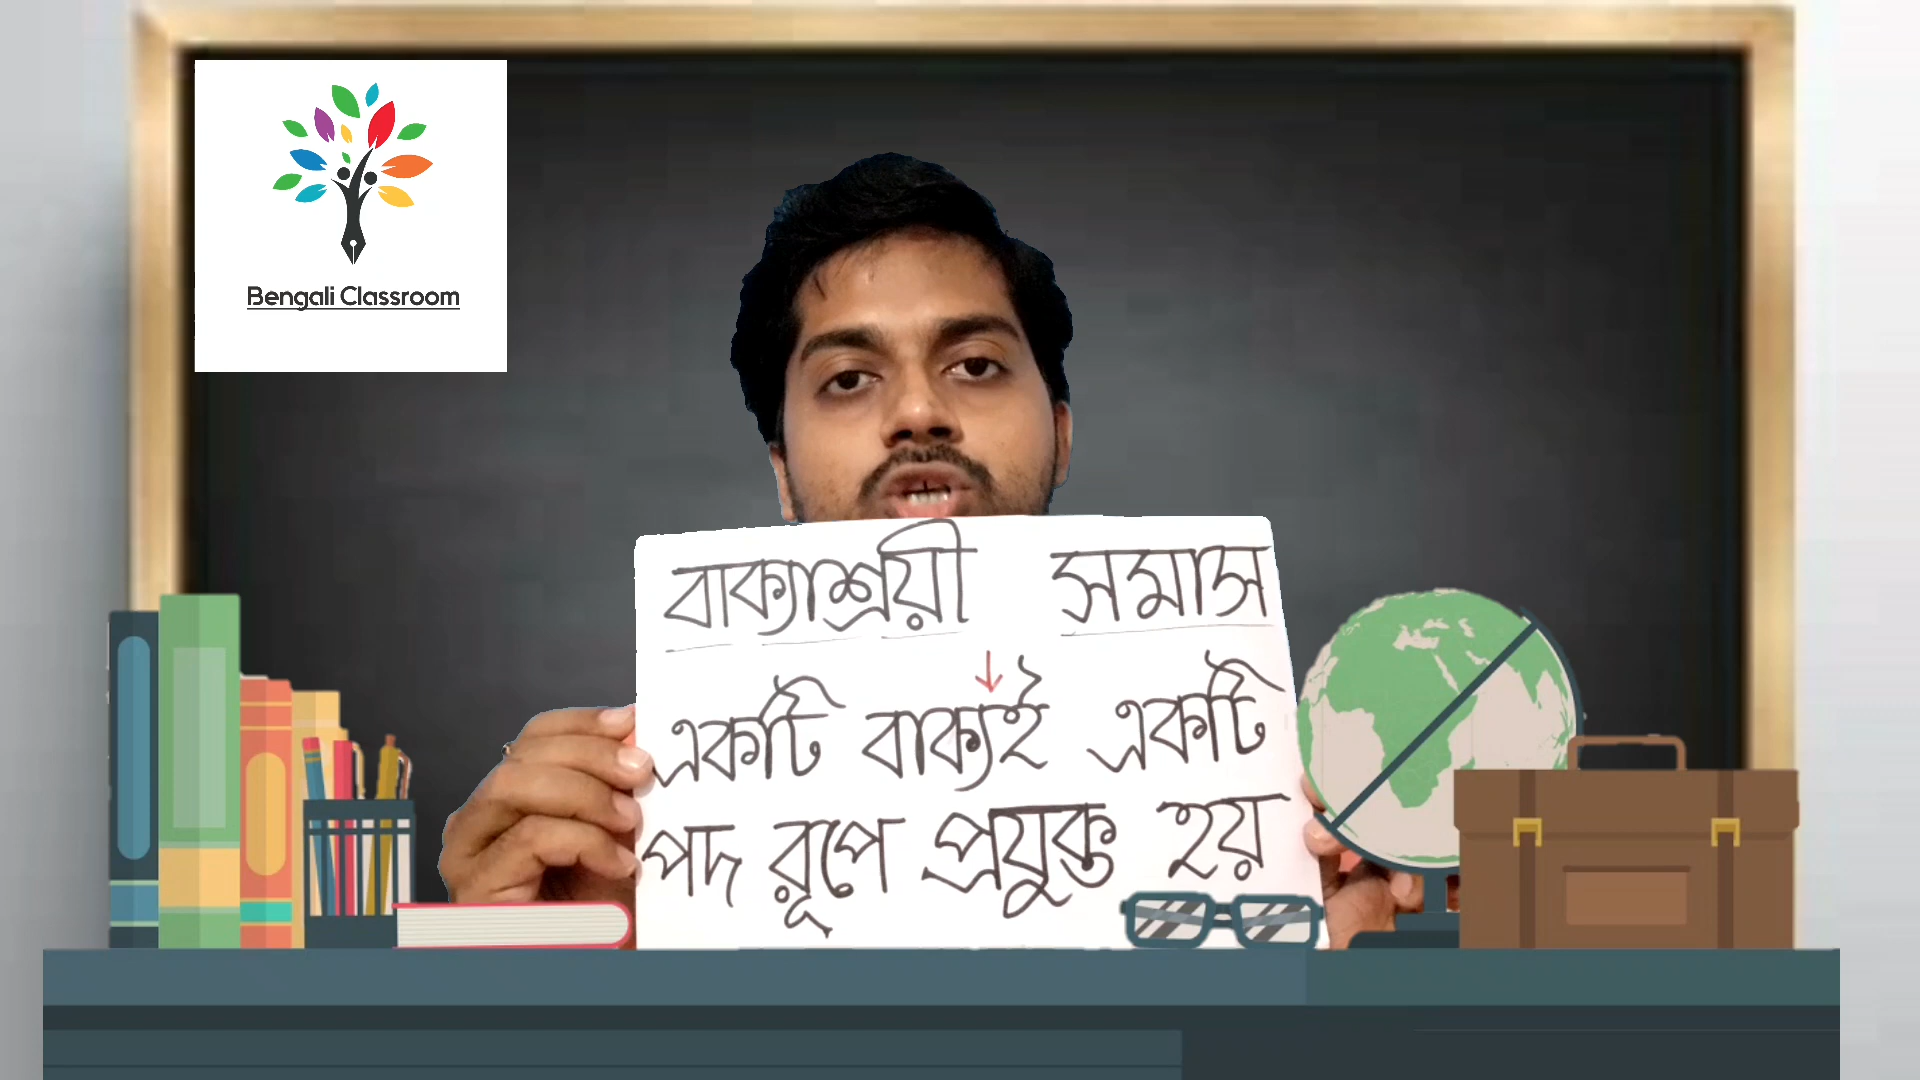 Bengali Classroom
বাক্যাশ্রয়ী সমাস
একটি বাক্যই একটি
পদ রূপে প্রযুক্ত হয়